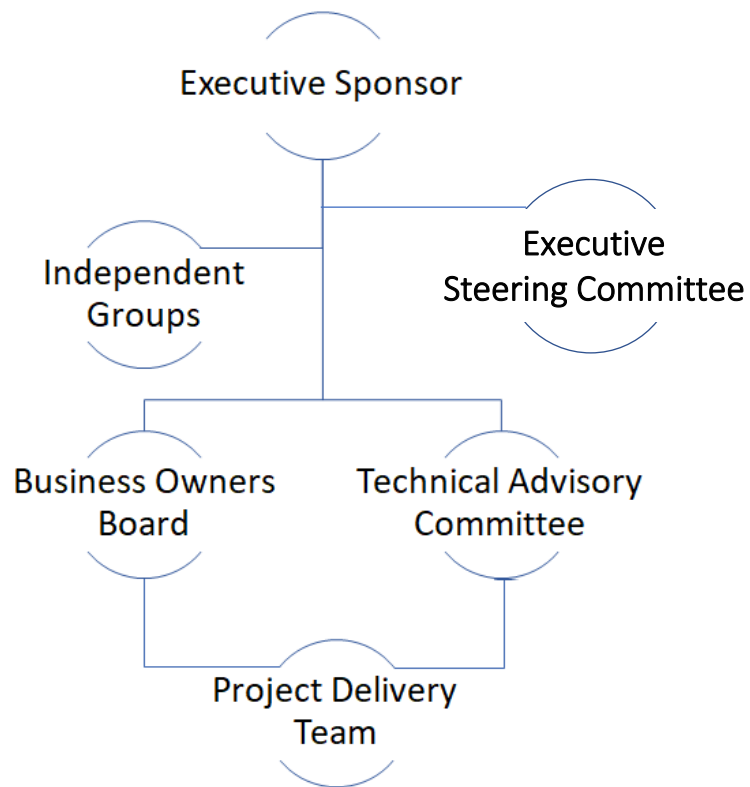 Executive Sponsor
Executive
Steering Committee
Independent
Groups
Business Owners
Board
Technical Advisory
Committee
Project Delivery
Team